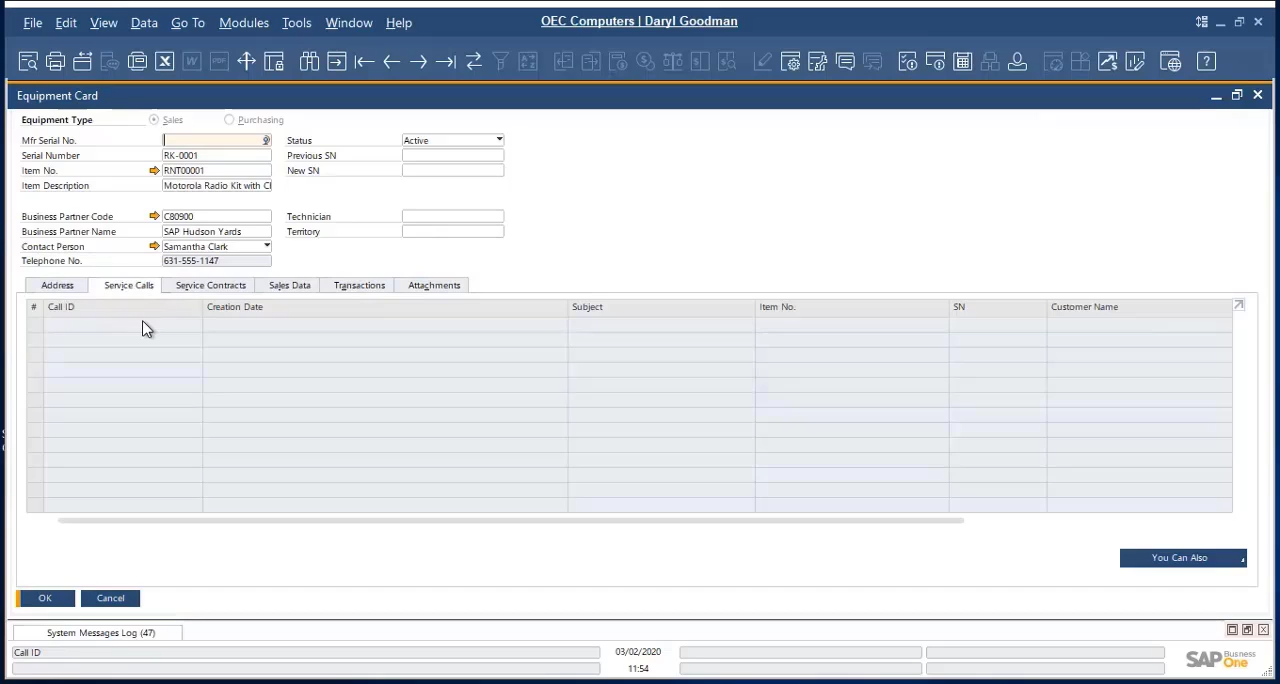 File Edit View Data Go To Modules Tools Window Help
OEC Computers | Daryl Goodman
Equipment Card
Equipment Type Sales Purchasing
Mfr Serial No. Status Active
Serial Number RK-0001 Previous SN
Item No. RNT00001 New SN
Item Description Motorola Radio Kit with Cl
Business Partner Code C80900 Technician
Business Partner Name SAP Hudson Yards Territory
Contact Person Samantha Clark
Telephone No. 631-555-1147
Address Service Calls Service Contracts Sales Data Transactions Attachments
# Call ID Creation Date Subject Item No. SN Customer Name
You Can Also
OK Cancel
System Messages Log (47)
Call ID 03/02/2020
11:54
SAP Business One